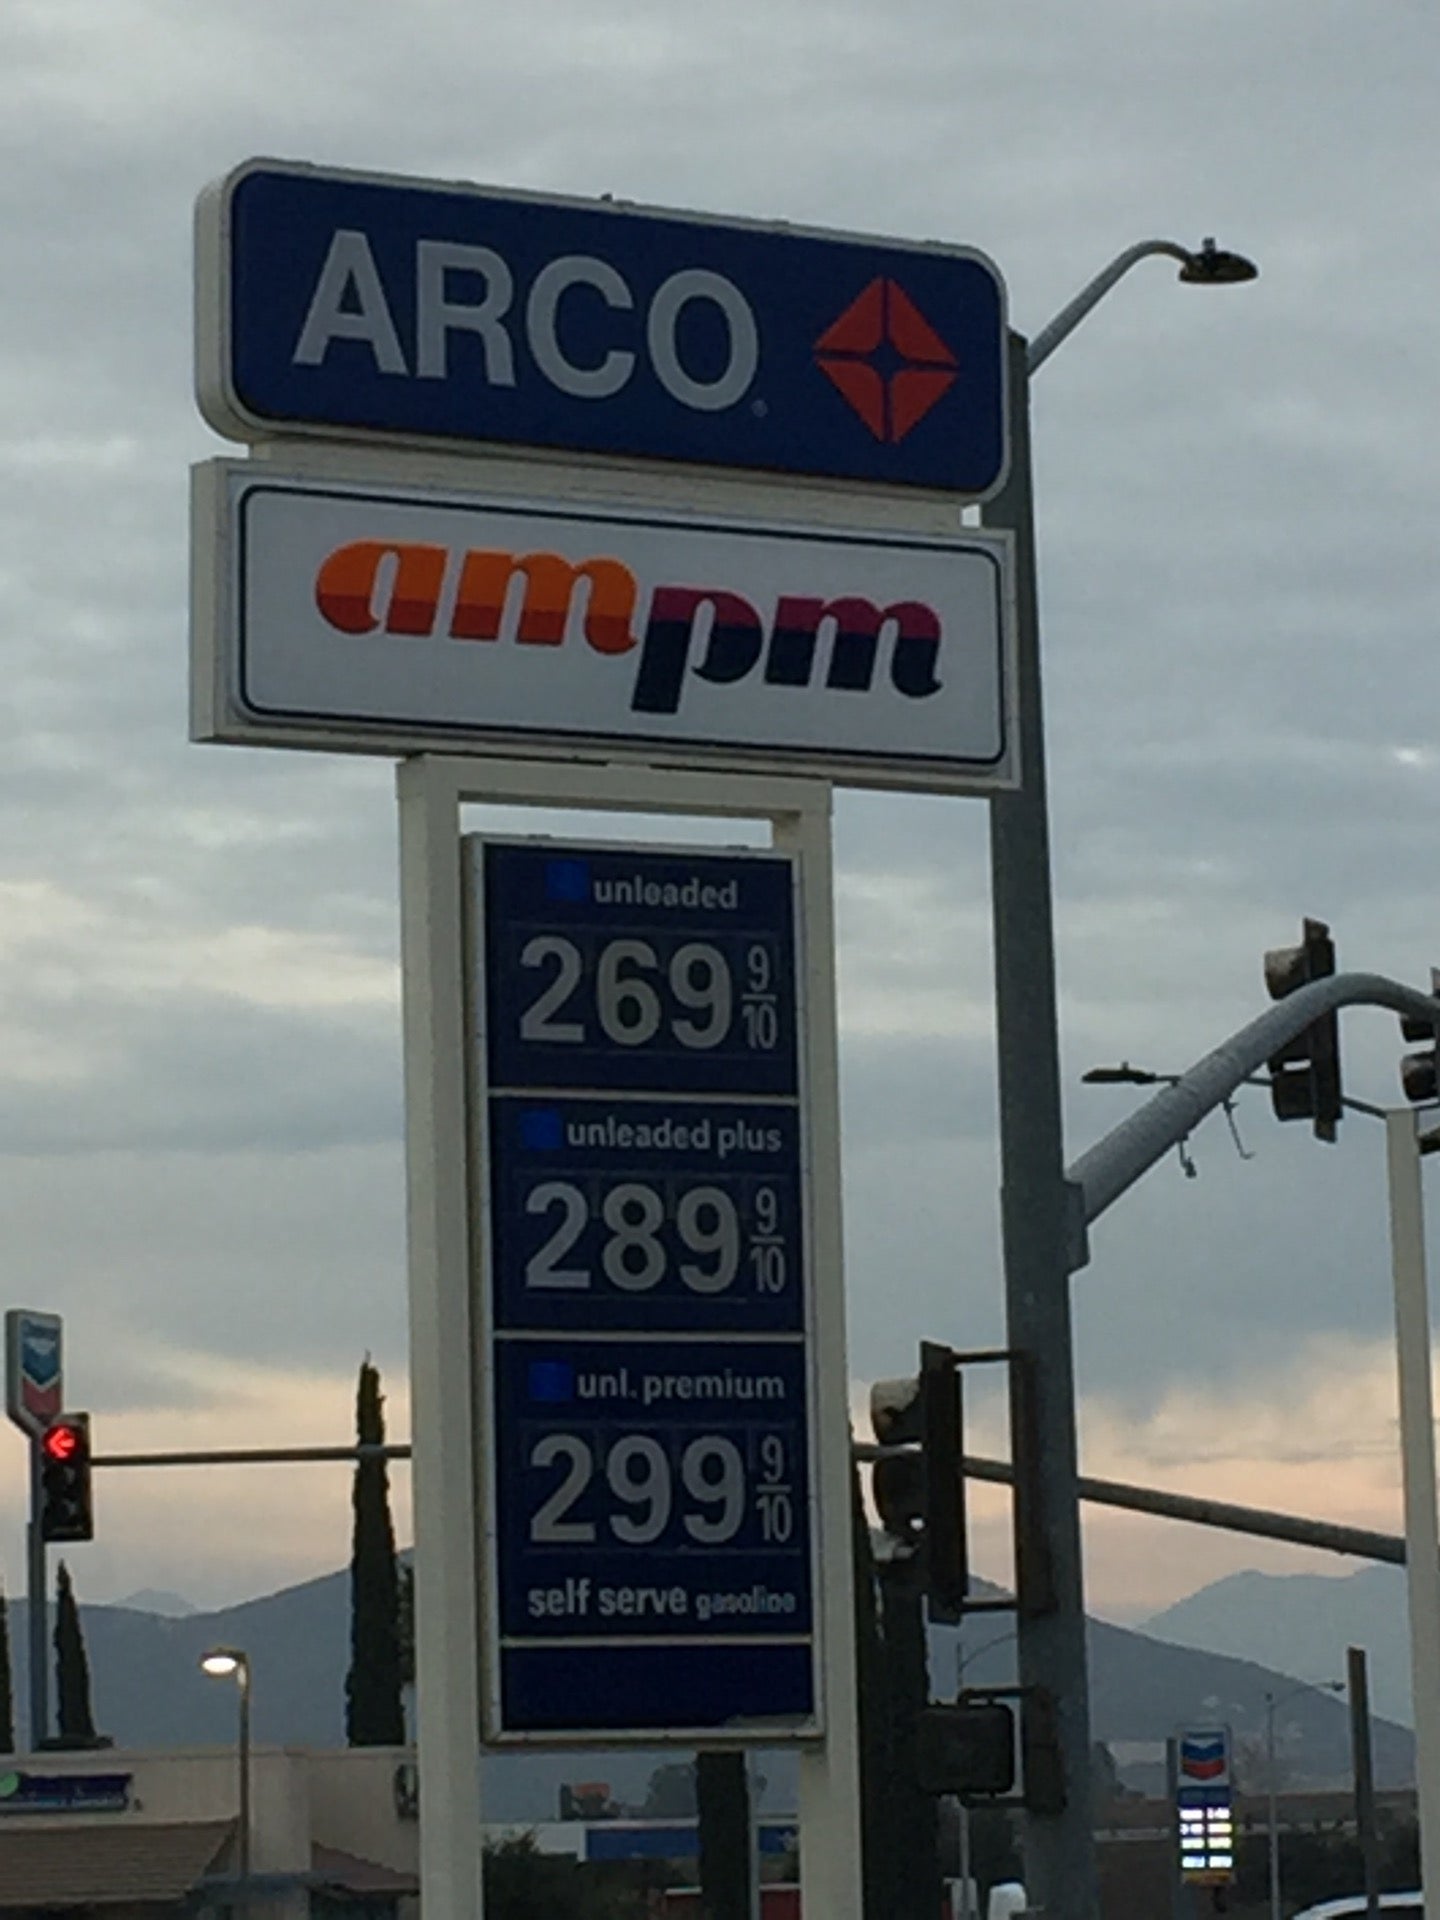 ARCO
ampm
unleaded
269 9/10
unleaded plus
289 9/10
unl. premium
299 9/10
self serve gasoline